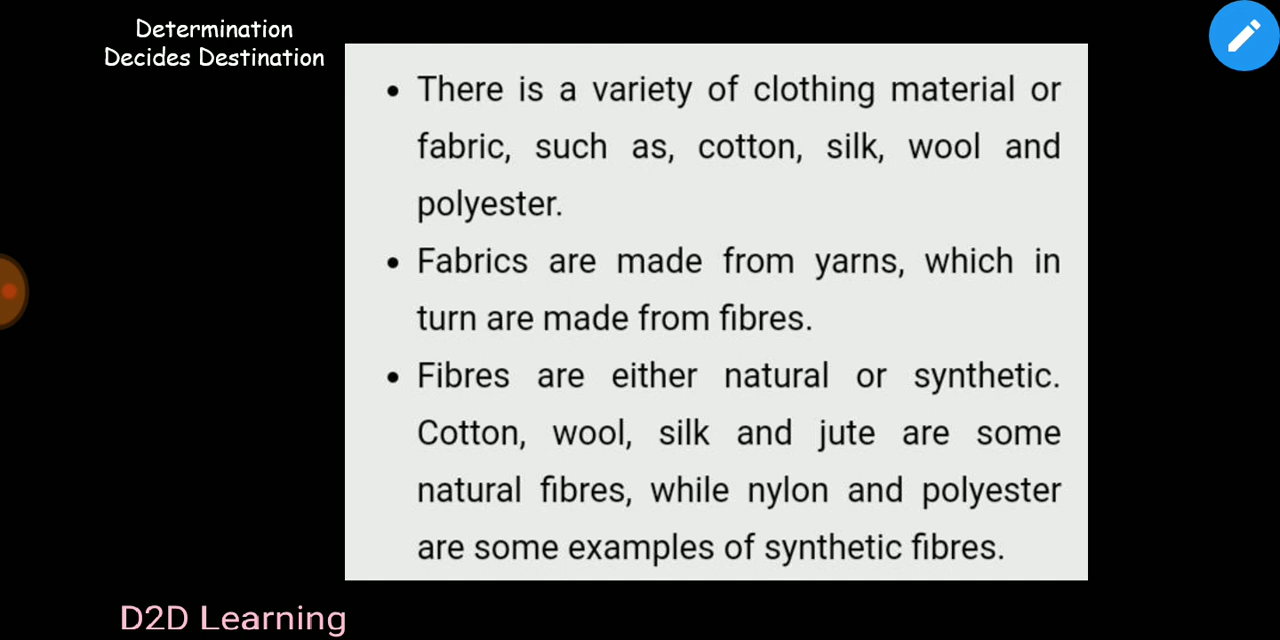 Determination
Decides Destination
• There is a variety of clothing material or
fabric, such as, cotton, silk, wool and
polyester.
• Fabrics are made from yarns, which in
turn are made from fibres.
• Fibres are either natural or synthetic.
Cotton, wool, silk and jute are some
natural fibres, while nylon and polyester
are some examples of synthetic fibres.
D2D Learning